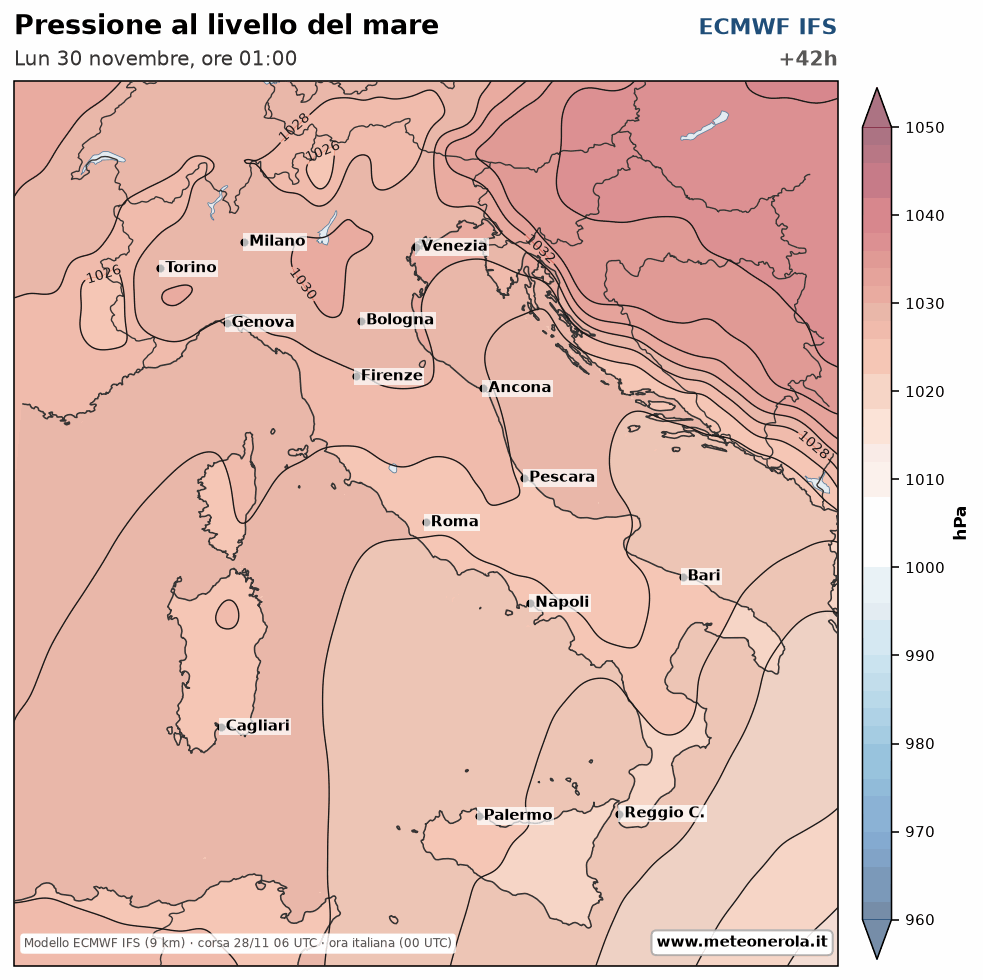 Pressione al livello del mare
ECMWF IFS
Lun 30 novembre, ore 01:00
+42h
1028
1026
Milano
Venezia
1032
Torino
1026
1030
Genova
Bologna
Firenze
Ancona
1028
Pescara
Roma
Bari
Napoli
Cagliari
Palermo
Reggio C.
Modello ECMWF IFS (9 km) · corsa 28/11 06 UTC · ora italiana (00 UTC)
www.meteonerola.it
1050
1040
1030
1020
1010
1000
990
980
970
960
hPa